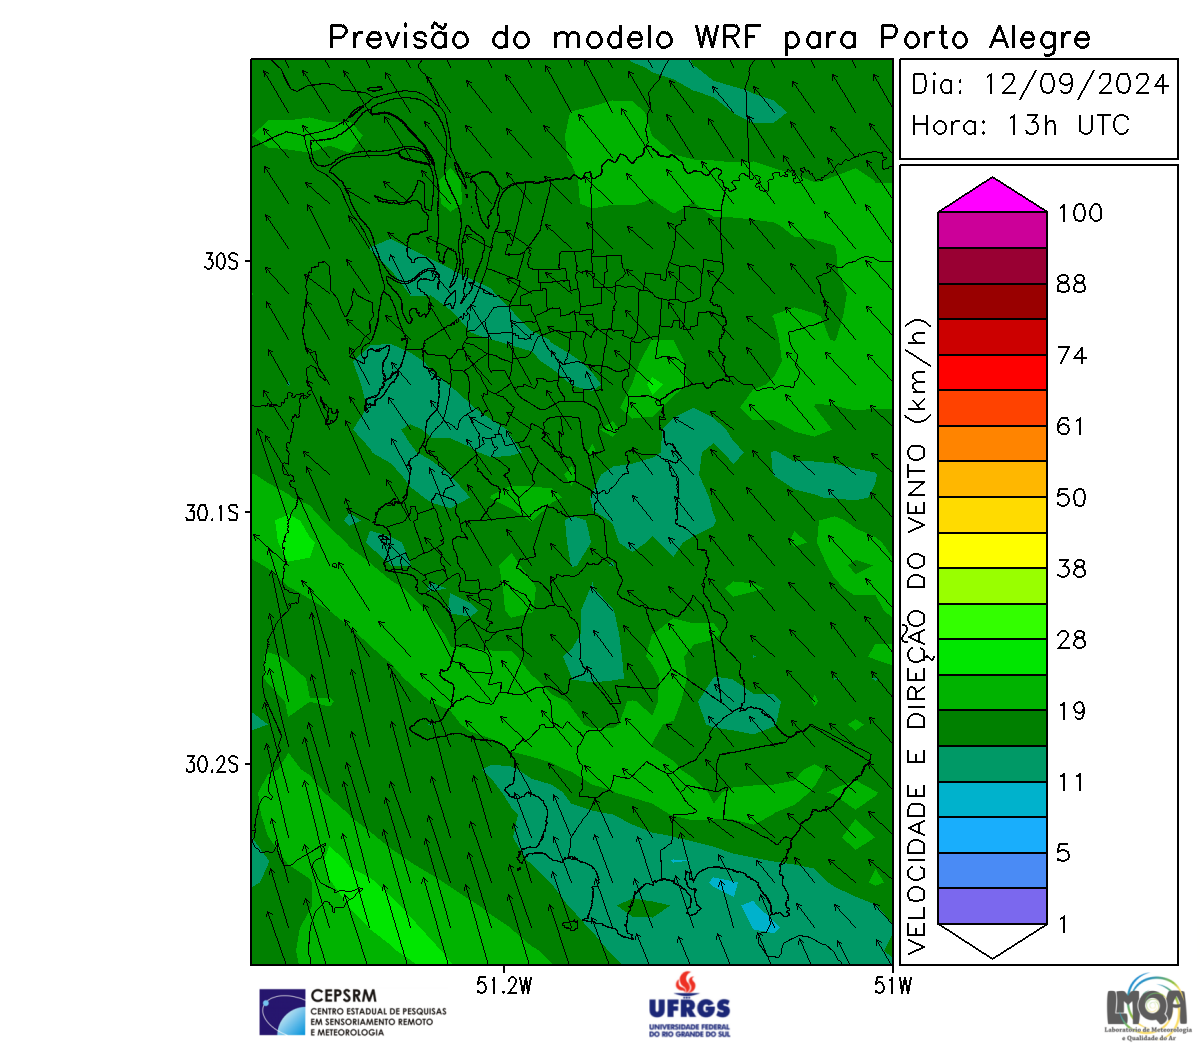 Previsão do modelo WRF para Porto Alegre
Dia: 12/09/2024
Hora: 13h UTC
100
88
74
61
50
38
28
19
11
5
1
VELOCIDADE E DIREÇÃO DO VENTO (km/h)
30S
30.1S
30.2S
51.2W
51W
CEPSRM
CENTRO ESTADUAL DE PESQUISAS
EM SENSORIAMENTO REMOTO
E METEOROLOGIA
UFRGS
UNIVERSIDADE FEDERAL
DO RIO GRANDE DO SUL
LMQA
Laboratório de Meteorologia
e Qualidade do Ar